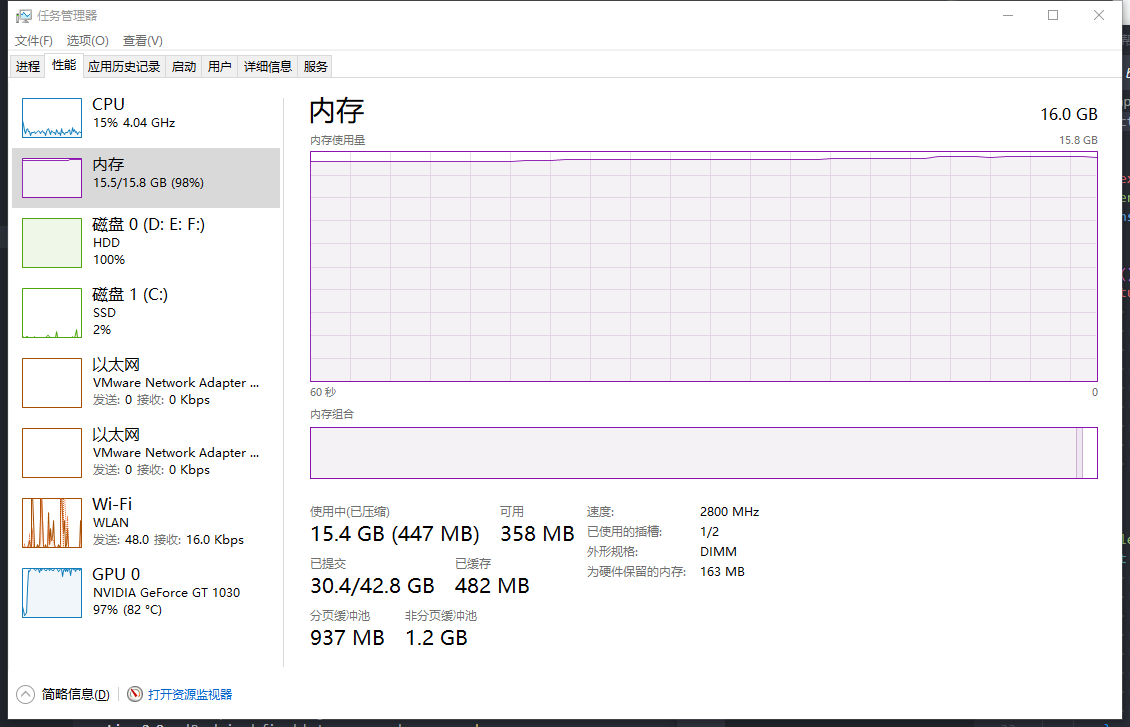 任务管理器
文件(F) 选项(O) 查看(V)
进程 性能 应用历史记录 启动 用户 详细信息 服务
CPU
15% 4.04 GHz
内存
15.5/15.8 GB (98%)
磁盘 0 (D: E: F:)
HDD
100%
磁盘 1 (C:)
SSD
2%
以太网
VMware Network Adapter ...
发送: 0 接收: 0 Kbps
以太网
VMware Network Adapter ...
发送: 0 接收: 0 Kbps
Wi-Fi
WLAN
发送: 48.0 接收: 16.0 Kbps
GPU 0
NVIDIA GeForce GT 1030
97% (82 °C)
内存 16.0 GB
内存使用量 15.8 GB
60 秒 0
内存组合
使用中(已压缩) 可用
15.4 GB (447 MB) 358 MB
已提交 已缓存
30.4/42.8 GB 482 MB
分页缓冲池 非分页缓冲池
937 MB 1.2 GB
速度: 2800 MHz
已使用的插槽: 1/2
外形规格: DIMM
为硬件保留的内存: 163 MB
简略信息(D) 打开资源监视器